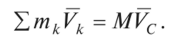 ∑ m_k V̅_k = M V̅_C .